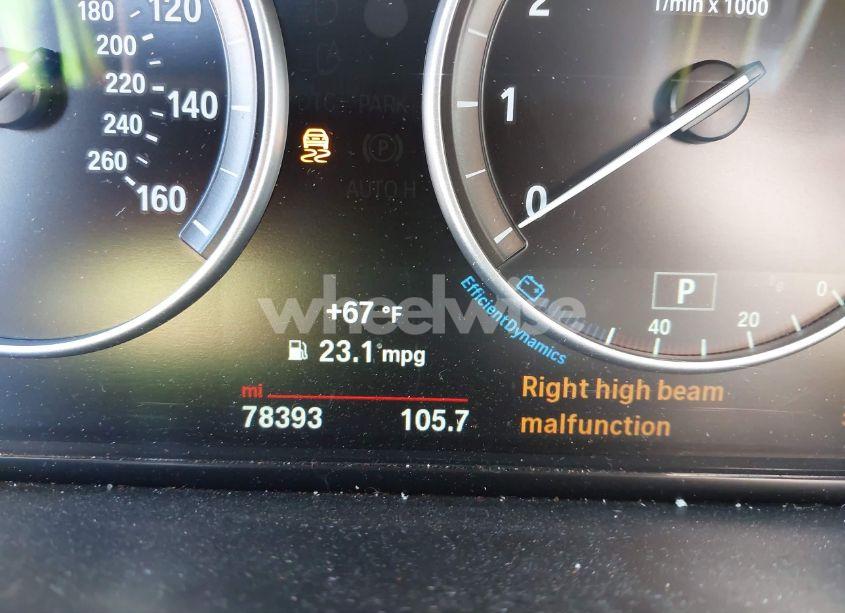 180 120
200
220 140
240
260 160
2 1/min x 1000
1
0
PARK
(P)
AUTO H
P
EfficientDynamics
40 20 0
wheelwise
+67 °F
23.1 mpg
mi
78393 105.7
Right high beam
malfunction